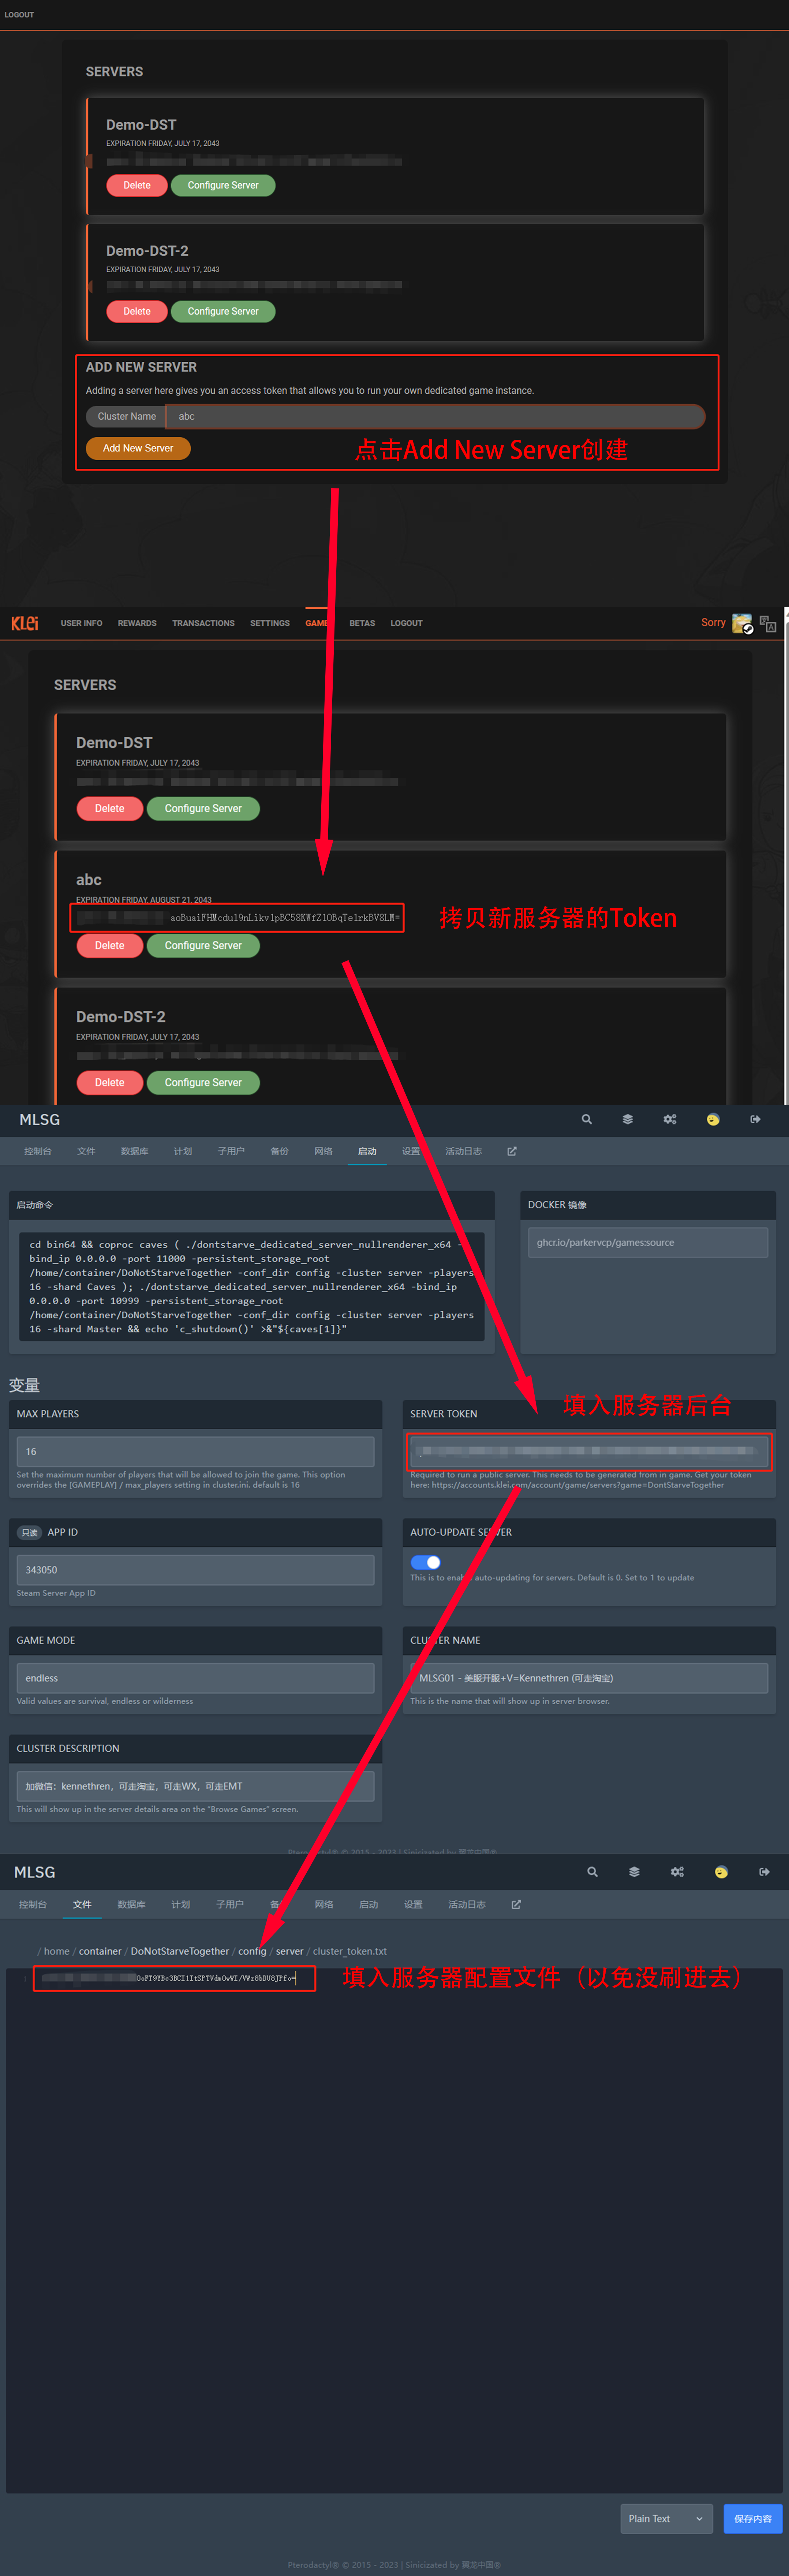 LOGOUT
SERVERS
Demo-DST
EXPIRATION FRIDAY, JULY 17, 2043
Delete
Configure Server
Demo-DST-2
EXPIRATION FRIDAY, JULY 17, 2043
Delete
Configure Server
ADD NEW SERVER
Adding a server here gives you an access token that allows you to run your own dedicated game instance.
Cluster Name
abc
Add New Server
点击Add New Server创建
Klei
USER INFO
REWARDS
TRANSACTIONS
SETTINGS
GAME
BETAS
LOGOUT
Sorry
SERVERS
Demo-DST
EXPIRATION FRIDAY, JULY 17, 2043
Delete
Configure Server
abc
EXPIRATION FRIDAY, AUGUST 21, 2043
拷贝新服务器的Token
Delete
Configure Server
Demo-DST-2
EXPIRATION FRIDAY, JULY 17, 2043
Delete
Configure Server
MLSG
控制台
文件
数据库
计划
子用户
备份
网络
启动
设置
活动日志
启动命令
cd bin64 && coproc caves ( ./dontstarve_dedicated_server_nullrenderer_x64 -
bind_ip 0.0.0.0 -port 11000 -persistent_storage_root
/home/container/DoNotStarveTogether -conf_dir config -cluster server -players
16 -shard Caves ); ./dontstarve_dedicated_server_nullrenderer_x64 -bind_ip
0.0.0.0 -port 10999 -persistent_storage_root
/home/container/DoNotStarveTogether -conf_dir config -cluster server -players
16 -shard Master && echo 'c_shutdown()' >&"${caves[1]}"
DOCKER 镜像
ghcr.io/parkervcp/games:source
变量
MAX PLAYERS
16
Set the maximum number of players that will be allowed to join the game. This option
overrides the [GAMEPLAY] / max_players setting in cluster.ini. default is 16
SERVER TOKEN
填入服务器后台
Required to run a public server. This needs to be generated from in game. Get your token
here: https://accounts.klei.com/account/game/servers?game=DontStarveTogether
只读
APP ID
343050
Steam Server App ID
AUTO-UPDATE SERVER
This is to enable auto-updating for servers. Default is 0. Set to 1 to update
GAME MODE
endless
Valid values are survival, endless or wilderness
CLUSTER NAME
MLSG01 - 美服开服+V=Kennethren (可走淘宝)
This is the name that will show up in server browser.
CLUSTER DESCRIPTION
加微信：kennethren，可走淘宝，可走WX，可走EMT
This will show up in the server details area on the "Browse Games" screen.
Pterodactyl® © 2015 - 2023 | Sinicizated by 翼龙中国®
MLSG
控制台
文件
数据库
计划
子用户
备份
网络
启动
设置
活动日志
/ home / container / DoNotStarveTogether / config / server / cluster_token.txt
1
填入服务器配置文件（以免没刷进去）
Plain Text
保存内容
Pterodactyl® © 2015 - 2023 | Sinicizated by 翼龙中国®